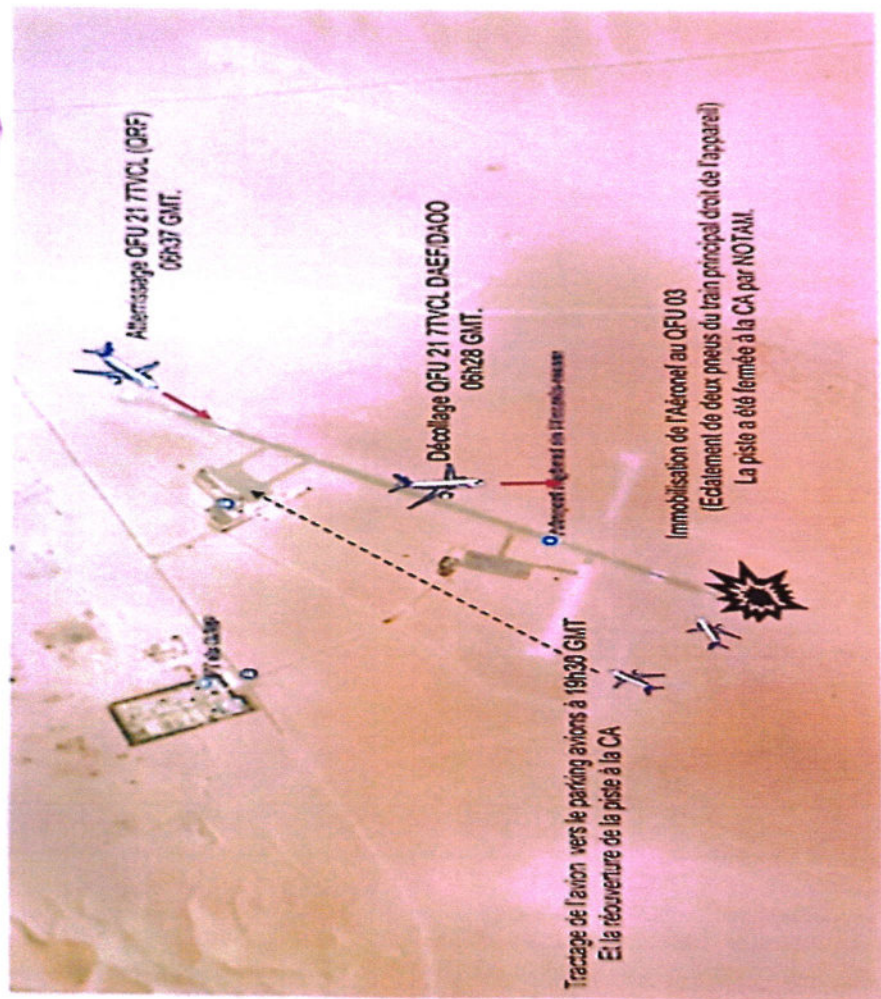 Atterrissage QFU 21 7TVCL (QRF)
06h37 GMT.
Décollage QFU 21 7TVCL DAEF/DAOO
06h28 GMT.
Immobilisation de l'Aéronef au QFU 03
(Eclatement de deux pneus du train principal droit de l'appareil)
La piste a été fermée à la CA par NOTAM.
Tractage de l'avion vers le parking avions à 19h30 GMT
Et la réouverture de la piste à la CA